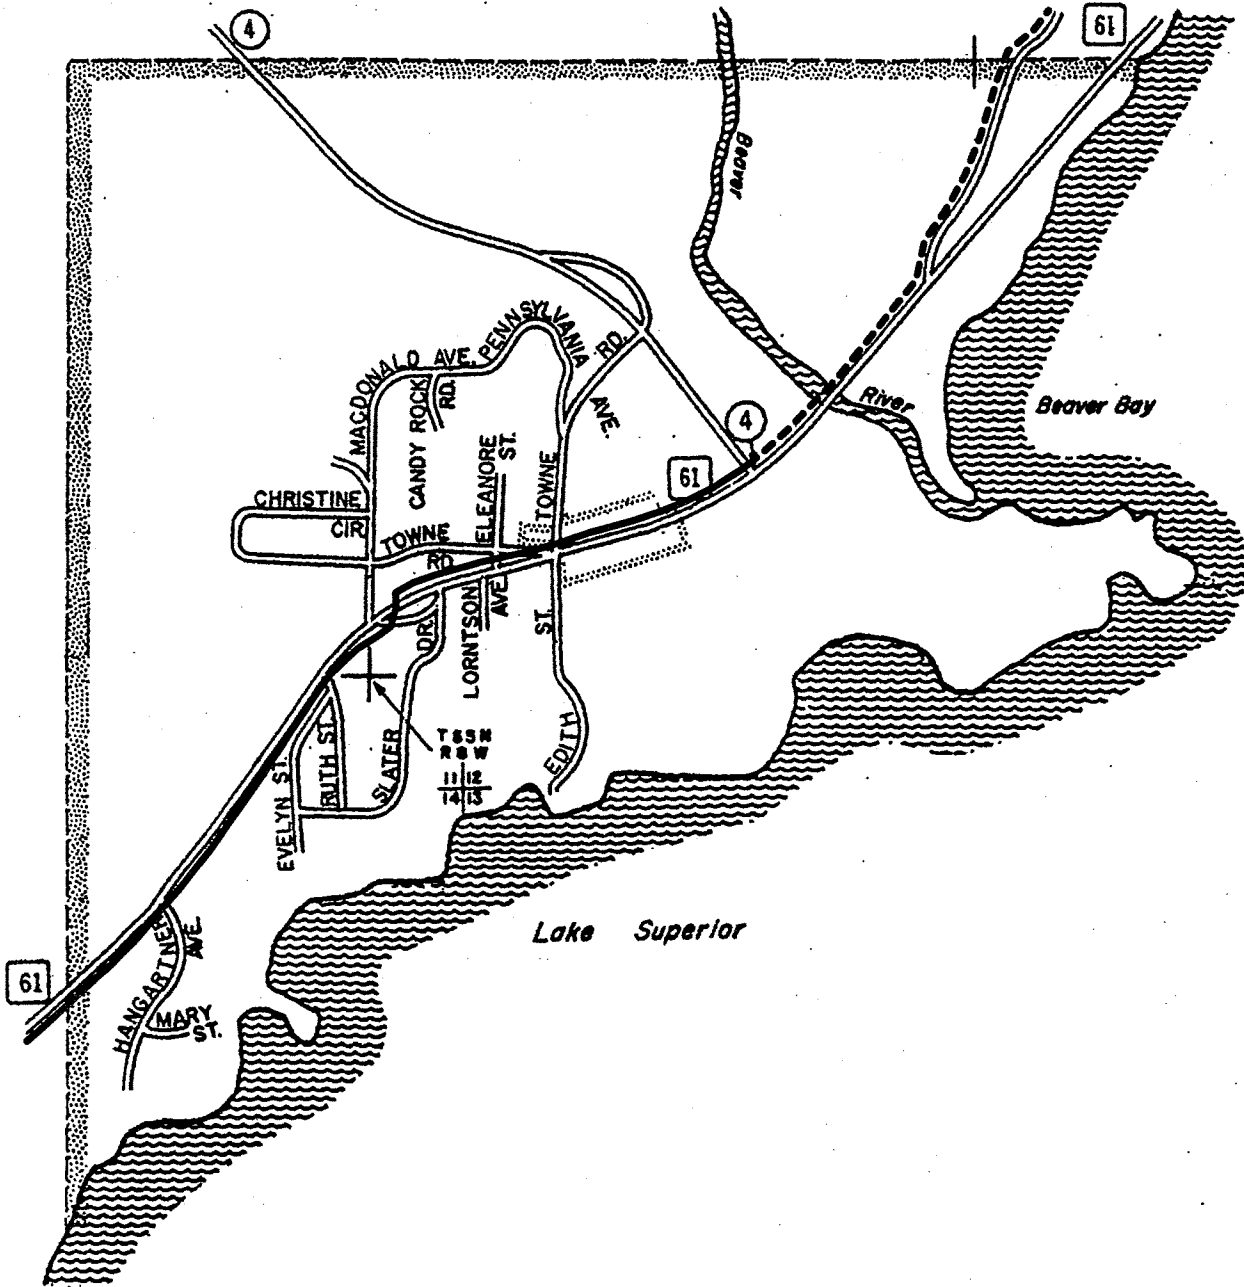 4
61
Beaver
PENNSYLVANIA
AVE.
MACDONALD AVE.
RD.
CANDY ROCK
RD.
River
Beaver Bay
4
61
ELEANORE
ST.
TOWNE
CHRISTINE
CIR.
TOWNE
RD.
LORNTSON
AVE.
ST.
DR.
SLATER
EDITH
T55N
R8W
11 12
14 13
RUTH ST.
EVELYN ST.
Lake Superior
61
HANGARTNER
AVE.
MARY
ST.